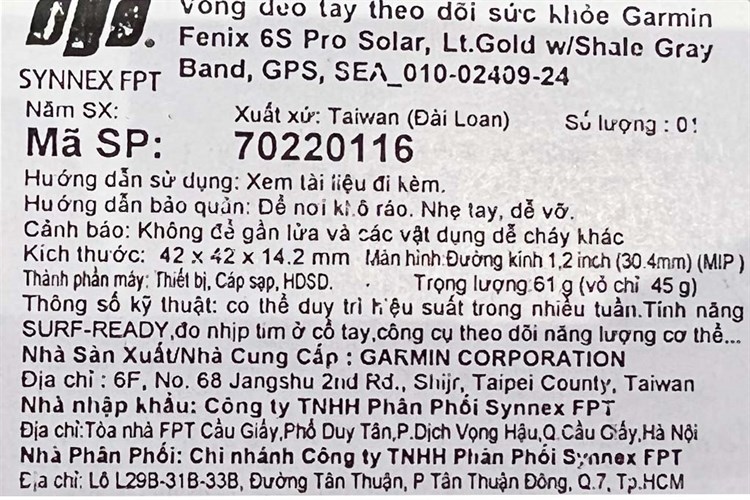 Vòng đeo tay theo dõi sức khỏe Garmin
Fenix 6S Pro Solar, Lt.Gold w/Shale Gray
Band, GPS, SEA_010-02409-24
SYNNEX FPT
Năm SX: Xuất xứ: Taiwan (Đài Loan) Số lượng : 01
Mã SP: 70220116
Hướng dẫn sử dụng: Xem tài liệu đi kèm.
Hướng dẫn bảo quản: Để nơi khô ráo. Nhẹ tay, dễ vỡ.
Cảnh báo: Không để gần lửa và các vật dụng dễ cháy khác
Kích thước: 42 x 42 x 14.2 mm Màn hình:Đường kính 1,2 inch (30.4mm) (MIP )
Thành phần máy: Thiết bị, Cáp sạp, HDSD. Trọng lượng:61 g (vỏ chỉ 45 g)
Thông số kỹ thuật: có thể duy trì hiệu suất trong nhiều tuần.Tính năng
SURF-READY,đo nhịp tim ở cổ tay,công cụ theo dõi năng lượng cơ thể...
Nhà Sản Xuất/Nhà Cung Cấp : GARMIN CORPORATION
Địa chỉ : 6F, No. 68 Jangshu 2nd Rd., Shijr, Taipei County, Taiwan
Nhà nhập khẩu: Công ty TNHH Phân Phối Synnex FPT
Địa chỉ:Tòa nhà FPT Cầu Giấy,Phố Duy Tân,P.Dịch Vọng Hậu,Q.Cầu Giấy,Hà Nội
Nhà Phân Phối: Chi nhánh Công ty TNHH Phân Phối Synnex FPT
Địa chỉ: Lô L29B-31B-33B, Đường Tân Thuận, P Tân Thuận Đông, Q.7, Tp.HCM